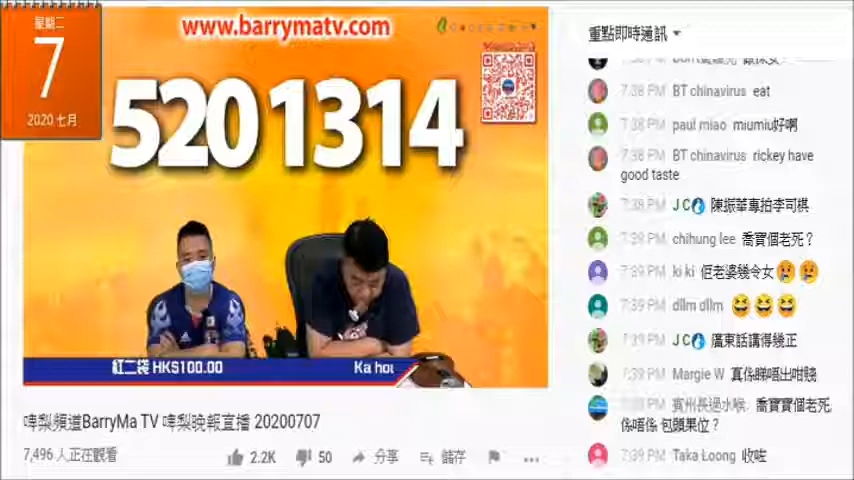 星期二
7
2020 七月
www.barrymatv.com
5201314
紅二袋 HK$100.00
Ka hou
啤梨頻道BarryMa TV 啤梨晚報直播 20200707
7,496 人正在觀看
2.2K
50
分享
儲存
重點即時通訊
7:38 PM BT chinavirus eat
7:38 PM paul miao miumiu好啊
7:38 PM BT chinavirus rickey have
good taste
7:38 PM J C 陳振華專拍李司棋
7:39 PM chihung lee 喬寶個老死？
7:39 PM ki ki 佢老婆幾令女
7:39 PM dllm dllm
7:39 PM J C 廣東話講得幾正
7:39 PM Margie W 真係睇唔出咁賤
7:39 PM 賓州長過水喉 喬寶寶個老死
係唔係 包頭果位？
7:39 PM Taka Loong 收咗